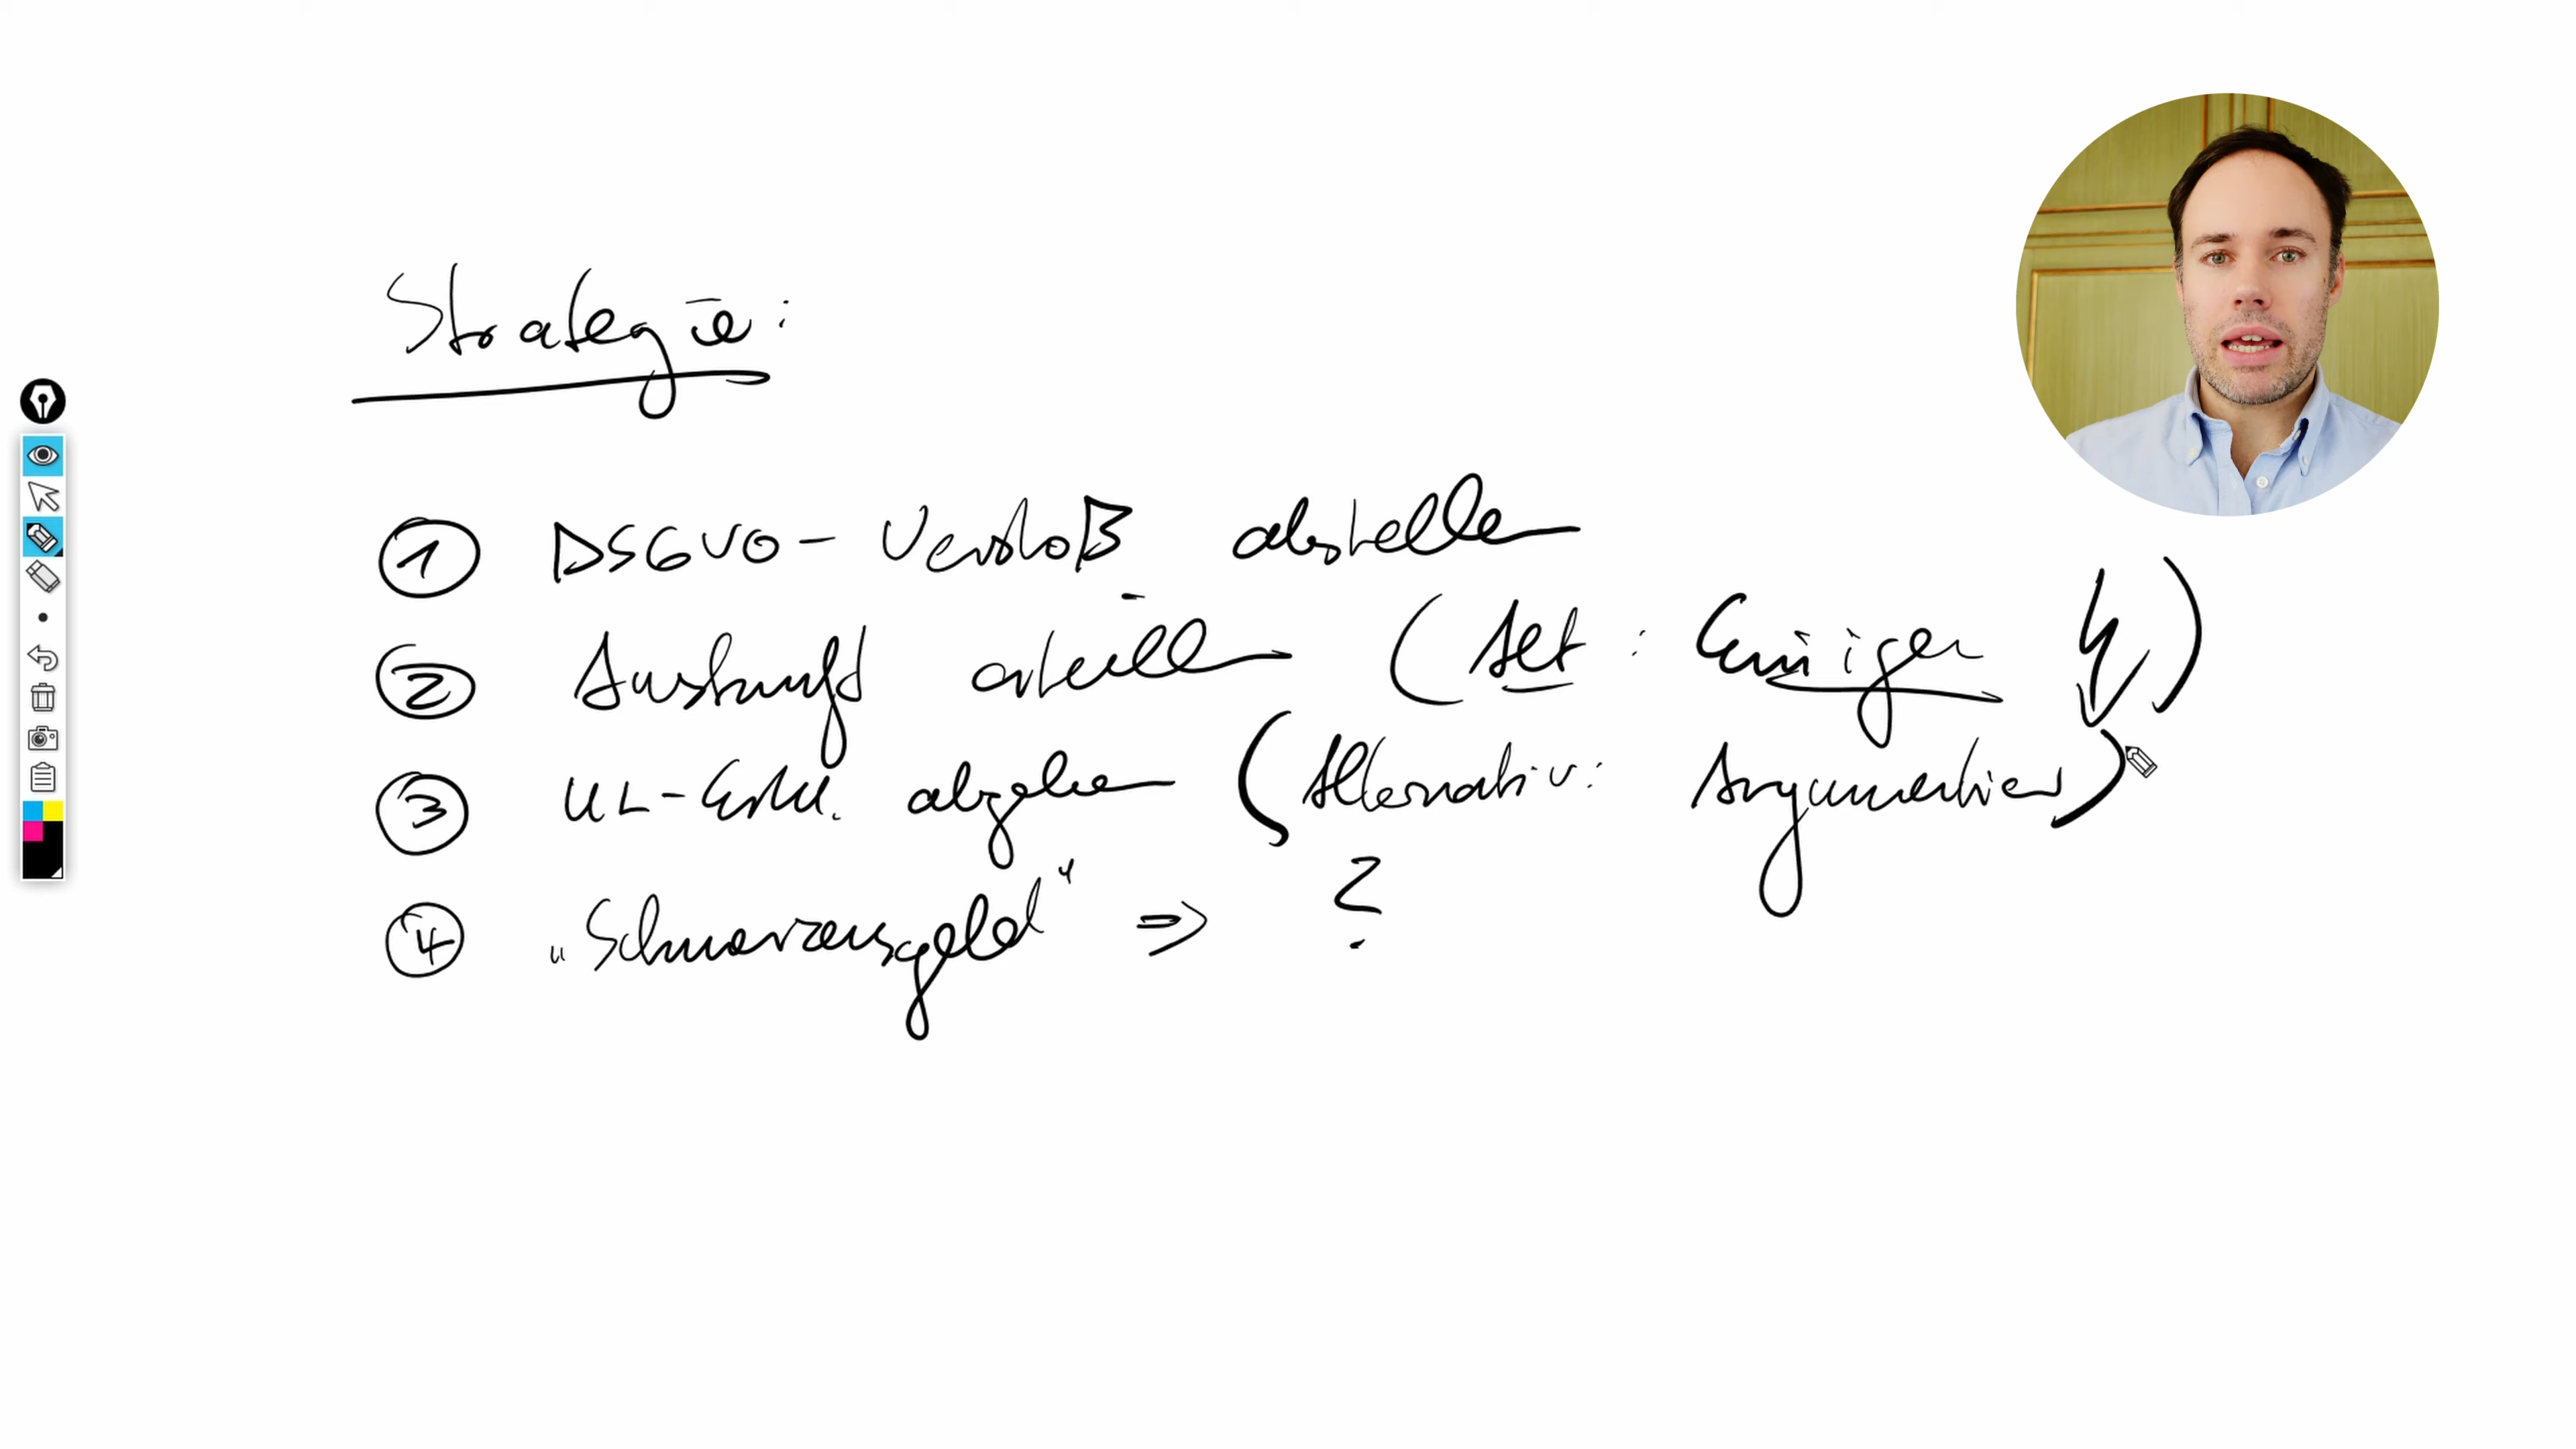 Strategie:
① DSGVO - Verstoß abstellen
② Auskunft erteilen (Alt: Einigen)
③ UL-Erkl. abgeben (Alternativ: Argumentieren)
④ „Schmerzensgeld" ⇒ ?